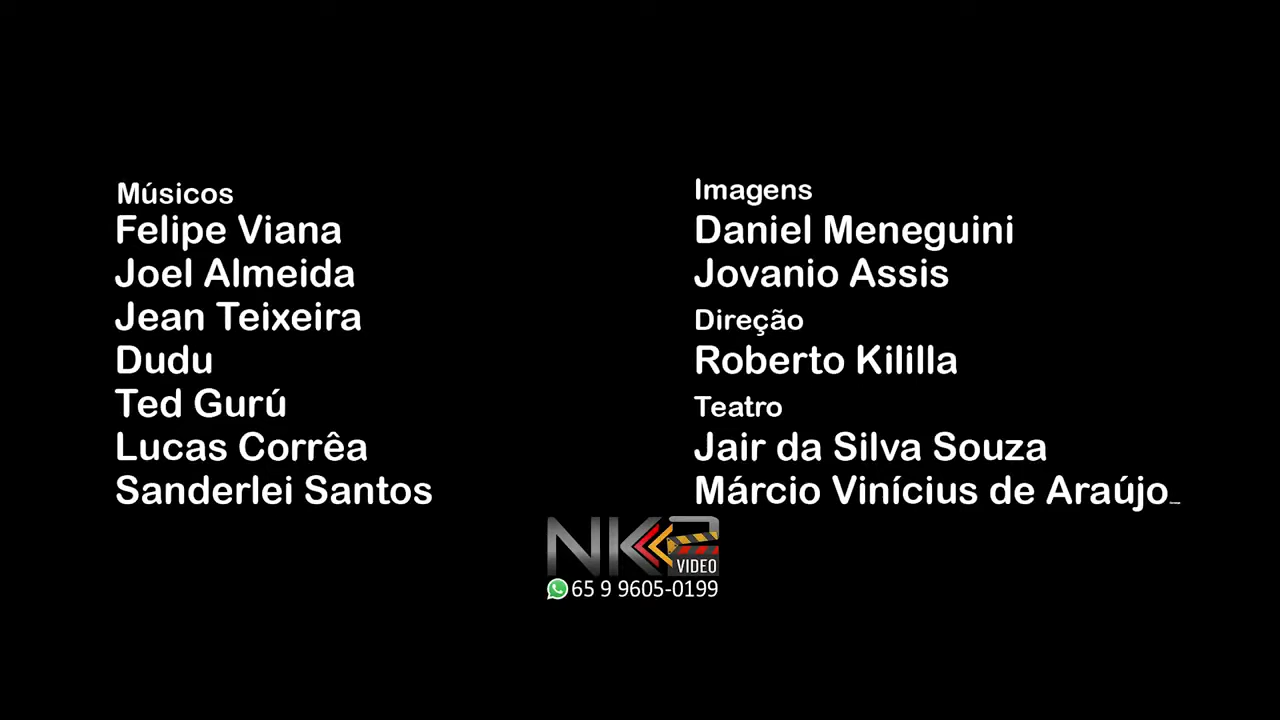 Músicos
Felipe Viana
Joel Almeida
Jean Teixeira
Dudu
Ted Gurú
Lucas Corrêa
Sanderlei Santos
Imagens
Daniel Meneguini
Jovanio Assis
Direção
Roberto Kililla
Teatro
Jair da Silva Souza
Márcio Vinícius de Araújo
NK
VIDEO
65 9 9605-0199